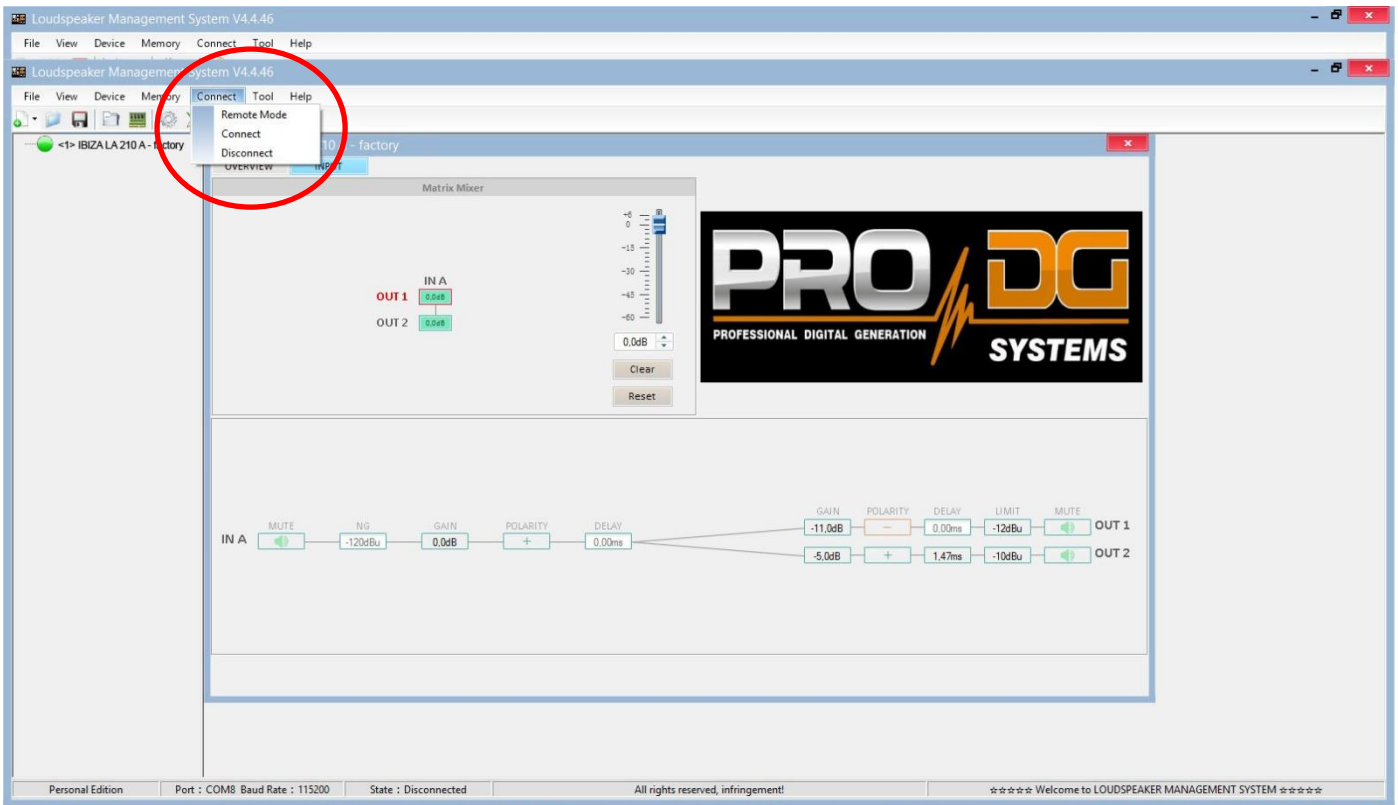 Loudspeaker Management System V4.4.46
File View Device Memory Connect Tool Help
Loudspeaker Management System V4.4.46
File View Device Memory Connect Tool Help
Remote Mode
Connect
Disconnect
<1> IBIZA LA 210 A - factory
10 - factory
OVERVIEW INPUT
Matrix Mixer
+6
0
-15
-30
-45
-60
IN A
OUT 1 0,0dB
OUT 2 0,0dB
0,0dB
Clear
Reset
PRO DG
PROFESSIONAL DIGITAL GENERATION
SYSTEMS
GAIN POLARITY DELAY LIMIT MUTE
-11,0dB − 0,00ms -12dBu OUT 1
MUTE NG GAIN POLARITY DELAY
IN A -120dBu 0,0dB + 0,00ms
-5,0dB + 1,47ms -10dBu OUT 2
Personal Edition Port : COM8 Baud Rate : 115200 State : Disconnected All rights reserved, infringement! ☆☆☆☆☆ Welcome to LOUDSPEAKER MANAGEMENT SYSTEM ☆☆☆☆☆